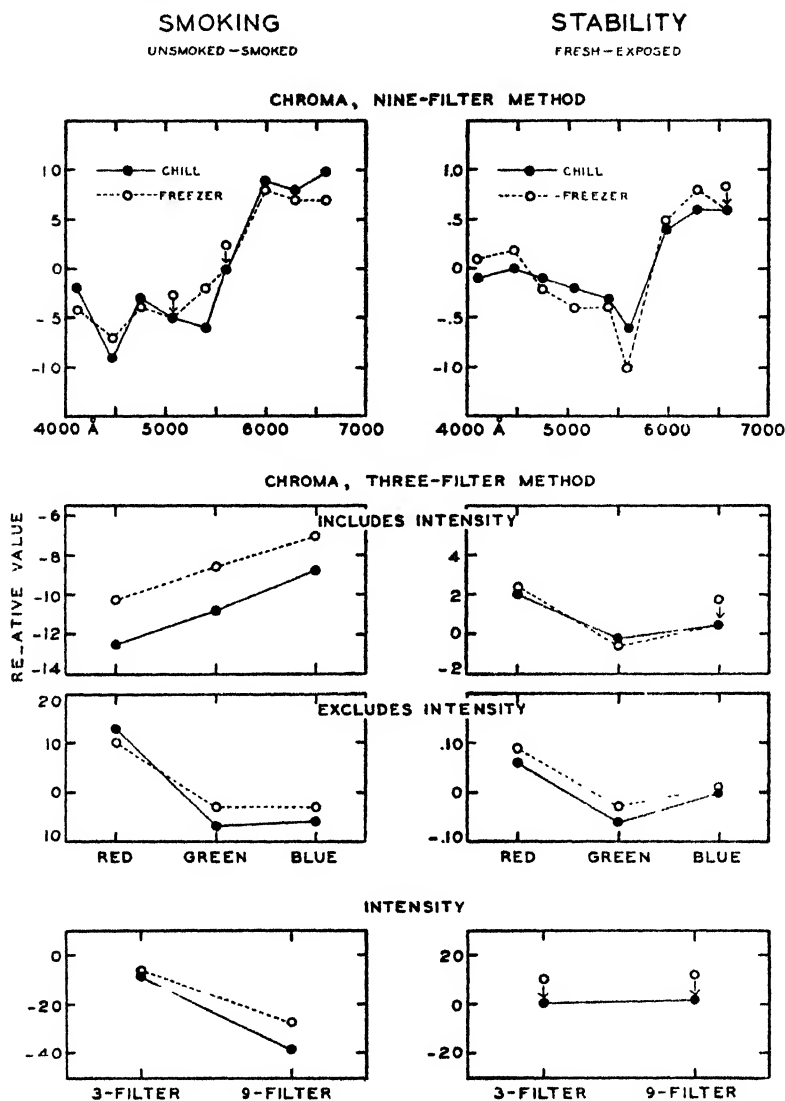 SMOKING
UNSMOKED-SMOKED
STABILITY
FRESH-EXPOSED
CHROMA, NINE-FILTER METHOD
10
5
0
-5
-10
CHILL
FREEZER
4000 Å 5000 6000 7000
1.0
.5
0
-.5
-1.0
CHILL
FREEZER
4000 Å 5000 6000 7000
CHROMA, THREE-FILTER METHOD
RELATIVE VALUE
INCLUDES INTENSITY
-6
-8
-10
-12
-14
4
2
0
-2
EXCLUDES INTENSITY
20
10
0
10
RED GREEN BLUE
.10
0
-.10
RED GREEN BLUE
INTENSITY
0
-20
-40
3-FILTER 9-FILTER
20
0
-20
3-FILTER 9-FILTER